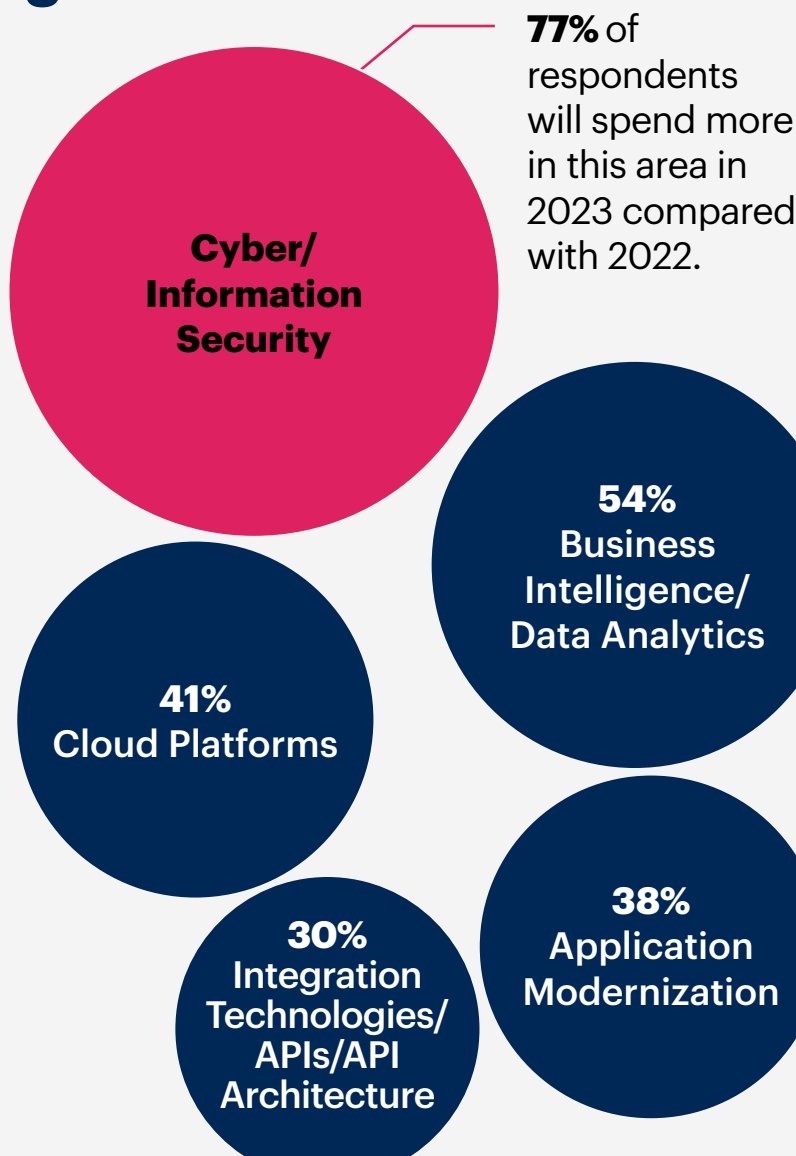 77% of
respondents
will spend more
in this area in
2023 compared
with 2022.
Cyber/
Information
Security
54%
Business
Intelligence/
Data Analytics
41%
Cloud Platforms
38%
Application
Modernization
30%
Integration
Technologies/
APIs/API
Architecture